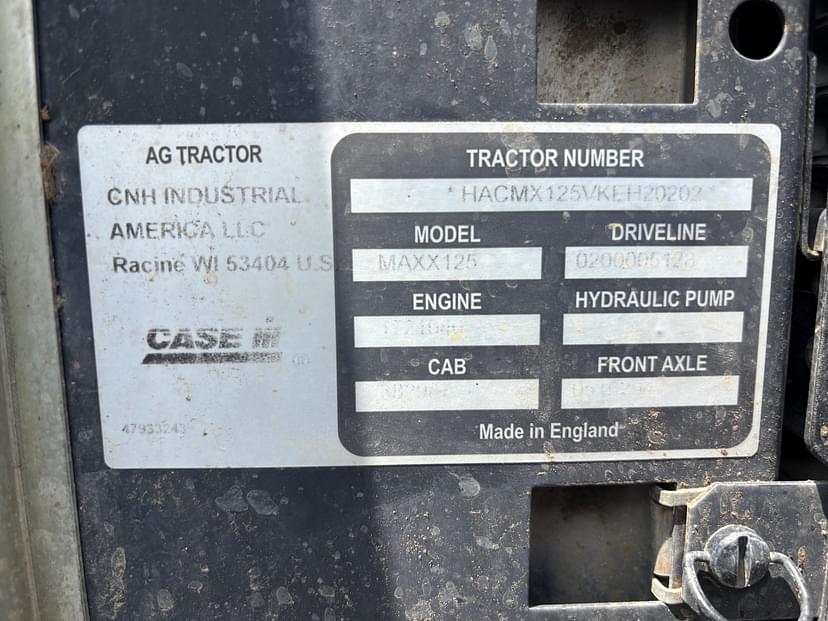 AG TRACTOR
CNH INDUSTRIAL
AMERICA LLC
Racine WI 53404 U.S.
CASE IH
47933243
TRACTOR NUMBER
* HACMX125VKEH20202 *
MODEL
DRIVELINE
MAXX125
ENGINE
HYDRAULIC PUMP
CAB
FRONT AXLE
Made in England